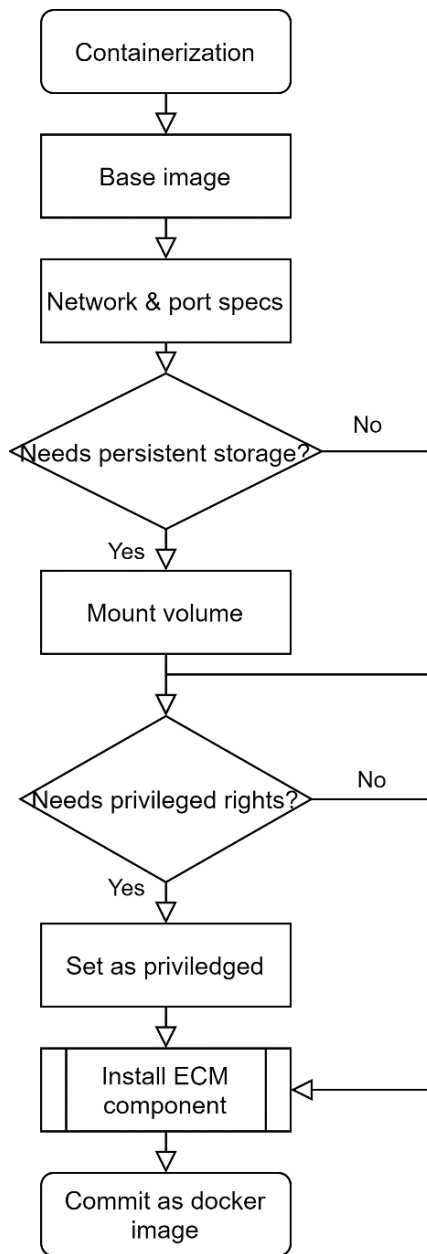 Containerization
Base image
Network & port specs
Needs persistent storage?
No
Yes
Mount volume
Needs privileged rights?
No
Yes
Set as priviledged
Install ECM
component
Commit as docker
image